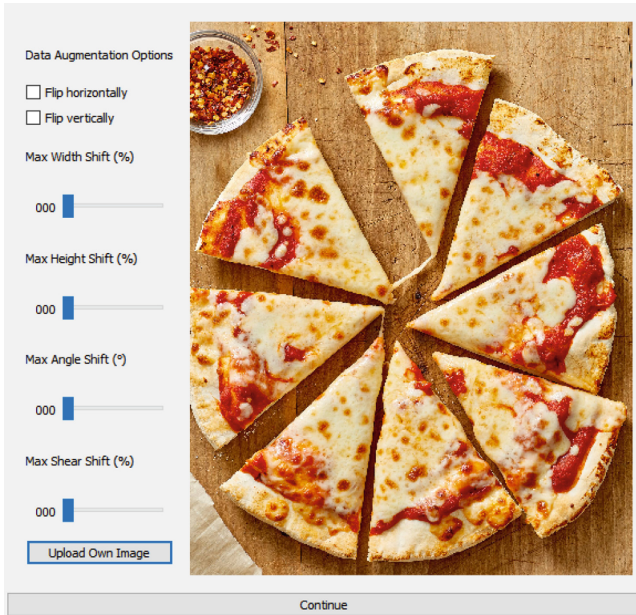 Data Augmentation Options
Flip horizontally
Flip vertically
Max Width Shift (%)
000
Max Height Shift (%)
000
Max Angle Shift (º)
000
Max Shear Shift (%)
000
Upload Own Image
Continue